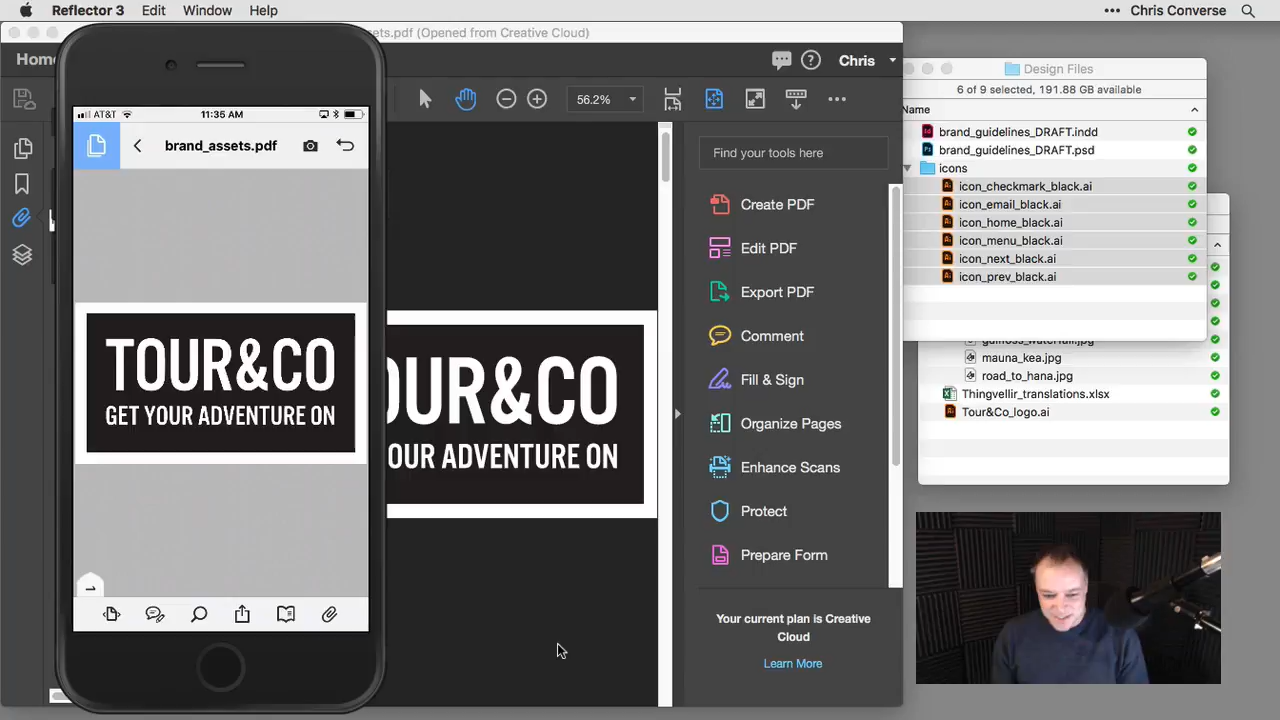 Reflector 3 Edit Window Help
Chris Converse
ets.pdf (Opened from Creative Cloud)
Home
Chris
56.2%
AT&T
11:35 AM
brand_assets.pdf
TOUR&CO
GET YOUR ADVENTURE ON
1
OUR&CO
OUR ADVENTURE ON
Find your tools here
Create PDF
Edit PDF
Export PDF
Comment
Fill & Sign
Organize Pages
Enhance Scans
Protect
Prepare Form
Your current plan is Creative
Cloud
Learn More
Design Files
6 of 9 selected, 191.88 GB available
Name
brand_guidelines_DRAFT.indd
brand_guidelines_DRAFT.psd
icons
icon_checkmark_black.ai
icon_email_black.ai
icon_home_black.ai
icon_menu_black.ai
icon_next_black.ai
icon_prev_black.ai
mauna_kea.jpg
road_to_hana.jpg
Thingvellir_translations.xlsx
Tour&Co_logo.ai